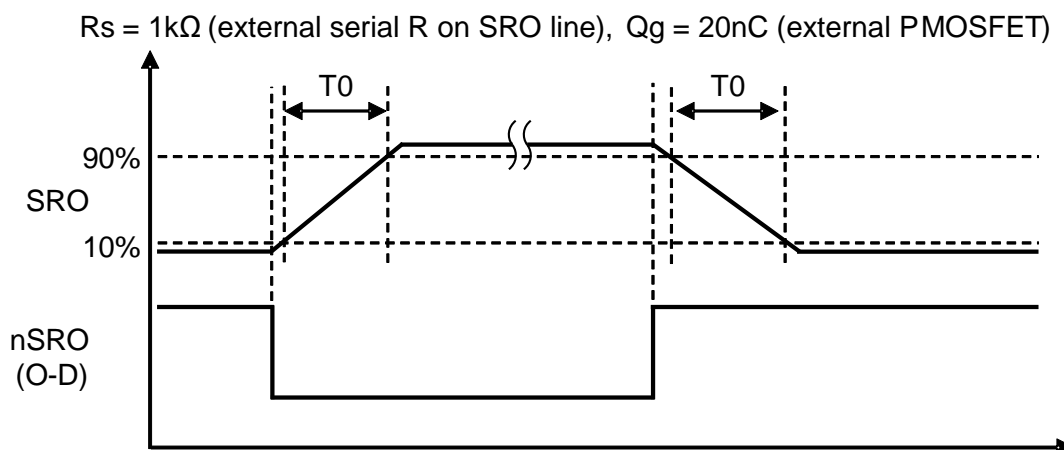 Rs = 1kΩ (external serial R on SRO line), Qg = 20nC (external PMOSFET)
T0
T0
90%
SRO
10%
nSRO
(O-D)